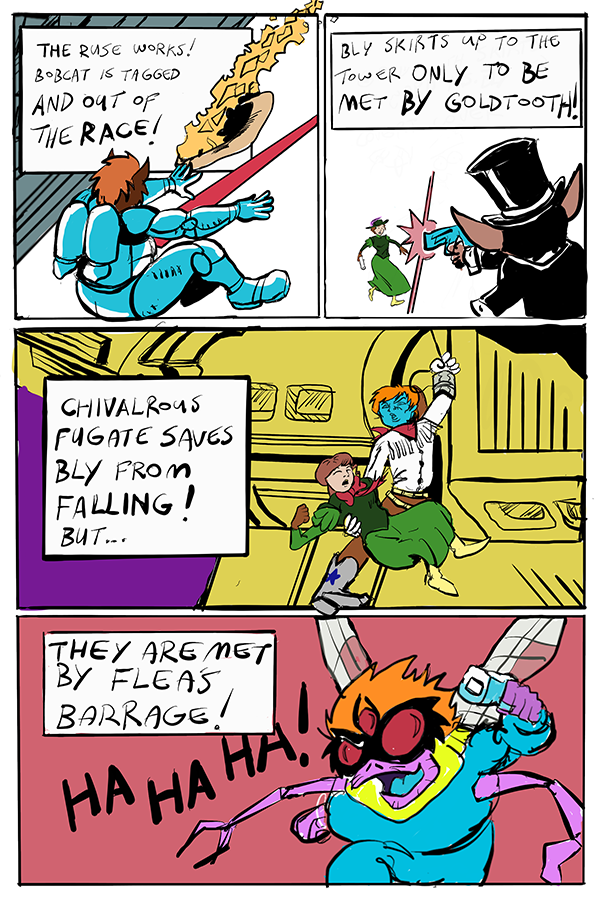 THE RUSE WORKS!
BOBCAT IS TAGGED
AND OUT OF
THE RACE!
BLY SKIRTS UP TO THE
TOWER ONLY TO BE
MET BY GOLDTOOTH!
CHIVALROUS
FUGATE SAVES
BLY FROM
FALLING!
BUT...
THEY ARE MET
BY FLEA'S
BARRAGE!
HA HA HA!